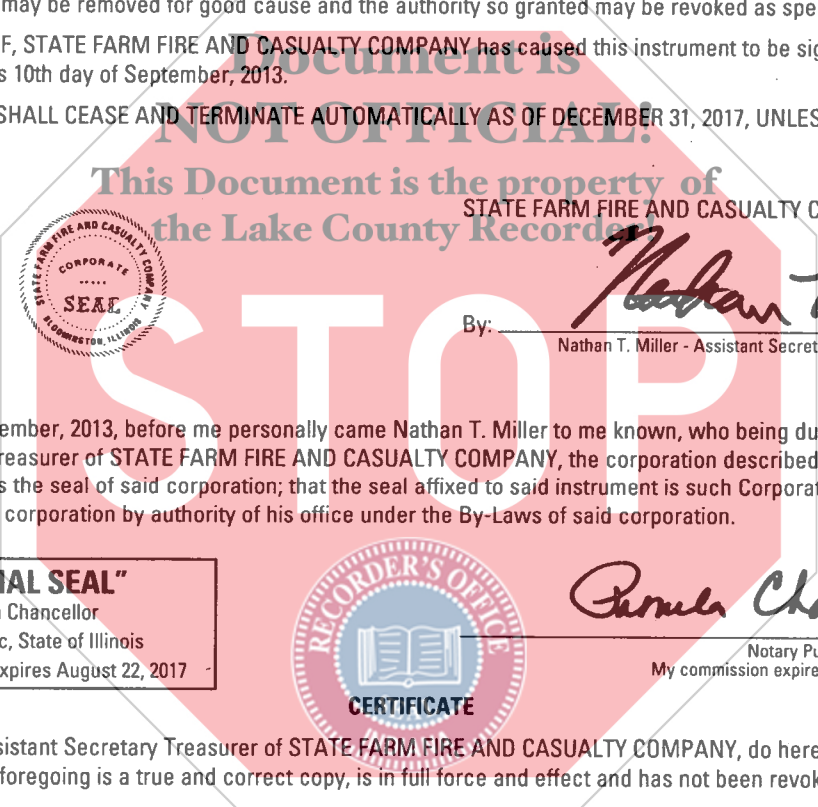 may be removed for good cause and the authority so granted may be revoked as spe
F, STATE FARM FIRE AND CASUALTY COMPANY has caused this instrument to be sig
s 10th day of September, 2013.
Document is
SHALL CEASE AND TERMINATE AUTOMATICALLY AS OF DECEMBER 31, 2017, UNLES
NOT OFFICIAL!
This Document is the property of
the Lake County Recorder!
STATE FARM FIRE AND CASUALTY C
STATE FARM FIRE AND CASUALTY COMPANY
CORPORATE
SEAL
BLOOMINGTON, ILLINOIS
STOP
By:
Nathan T. Miller - Assistant Secret
ember, 2013, before me personally came Nathan T. Miller to me known, who being du
reasurer of STATE FARM FIRE AND CASUALTY COMPANY, the corporation described
s the seal of said corporation; that the seal affixed to said instrument is such Corporat
corporation by authority of his office under the By-Laws of said corporation.
IAL SEAL"
Chancellor
c, State of Illinois
xpires August 22, 2017
RECORDER'S OFFICE
Pamela Cha
Notary Pu
My commission expire
CERTIFICATE
INDIANA
sistant Secretary Treasurer of STATE FARM FIRE AND CASUALTY COMPANY, do here
foregoing is a true and correct copy, is in full force and effect and has not been revok